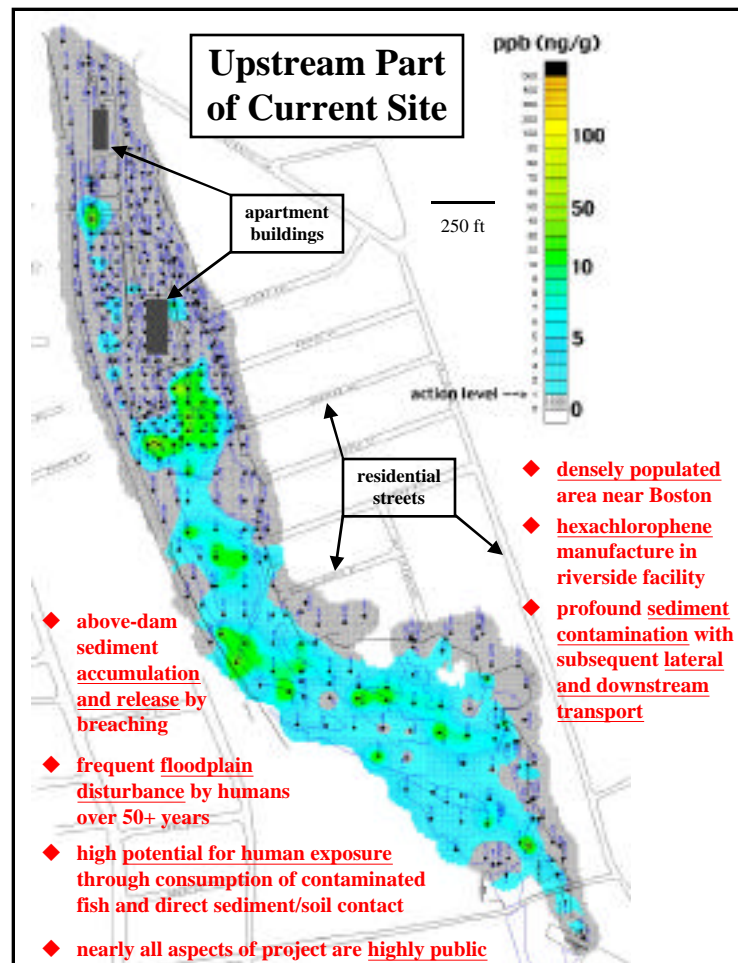 Upstream Part
of Current Site
ppb (ng/g)
100
50
10
5
action level
0
apartment
buildings
250 ft
residential
streets
◆ densely populated
area near Boston
◆ hexachlorophene
manufacture in
riverside facility
◆ profound sediment
contamination with
subsequent lateral
and downstream
transport
◆ above-dam
sediment
accumulation
and release by
breaching
◆ frequent floodplain
disturbance by humans
over 50+ years
◆ high potential for human exposure
through consumption of contaminated
fish and direct sediment/soil contact
◆ nearly all aspects of project are highly public